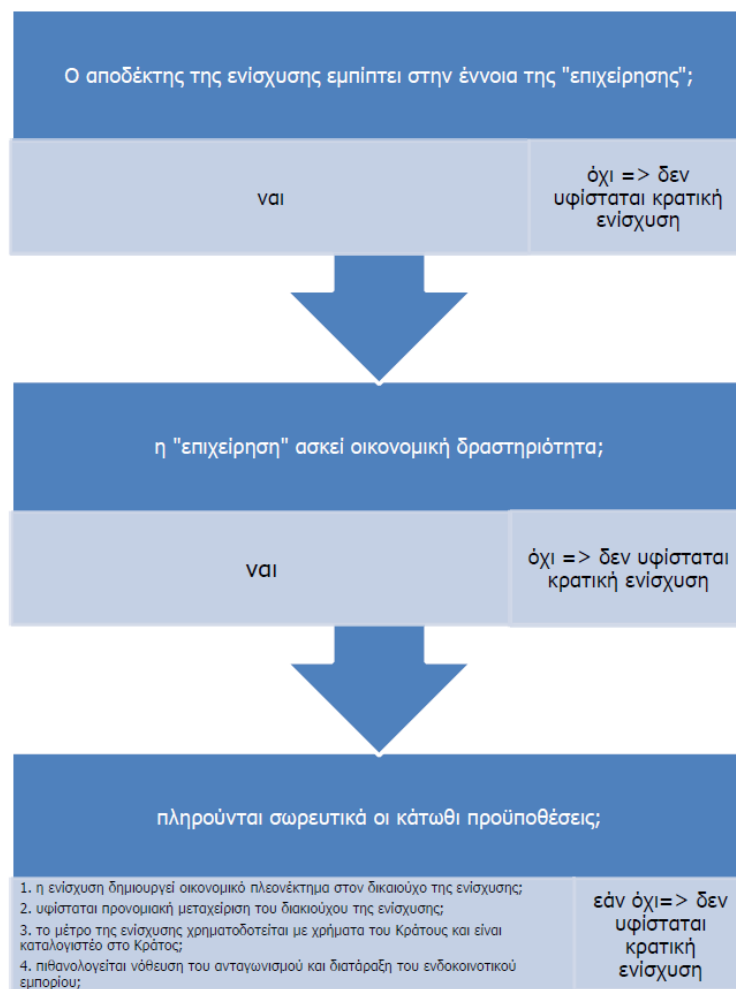 Ο αποδέκτης της ενίσχυσης εμπίπτει στην έννοια της "επιχείρησης";
ναι
όχι => δεν
υφίσταται κρατική
ενίσχυση
η "επιχείρηση" ασκεί οικονομική δραστηριότητα;
ναι
όχι => δεν υφίσταται
κρατική ενίσχυση
πληρούνται σωρευτικά οι κάτωθι προϋποθέσεις;
1. η ενίσχυση δημιουργεί οικονομικό πλεονέκτημα στον δικαιούχο της ενίσχυσης;
2. υφίσταται προνομιακή μεταχείριση του διακιούχου της ενίσχυσης;
3. το μέτρο της ενίσχυσης χρηματοδοτείται με χρήματα του Κράτους και είναι
καταλογιστέο στο Κράτος;
4. πιθανολογείται νόθευση του ανταγωνισμού και διατάραξη του ενδοκοινοτικού
εμπορίου;
εάν όχι=> δεν
υφίσταται
κρατική
ενίσχυση